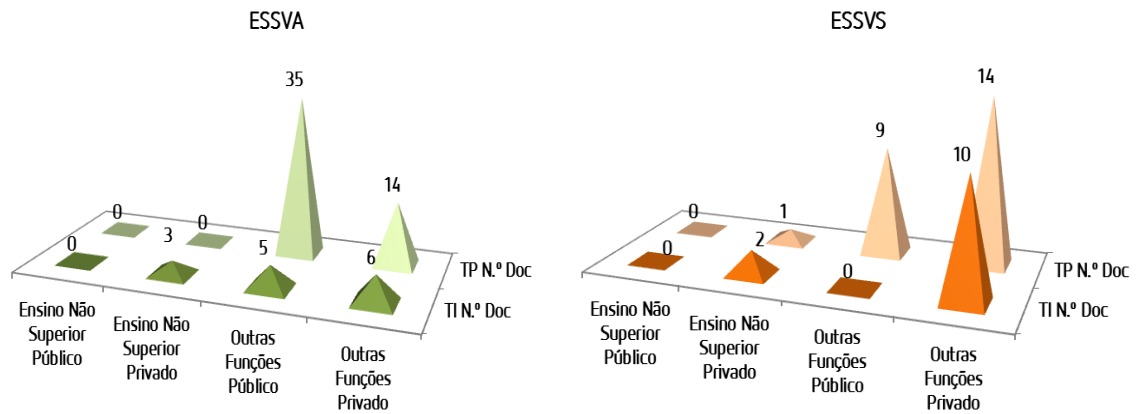 ESSVA
35
14
0
0
0
3
5
6
TP N.º Doc
TI N.º Doc
Ensino Não
Superior
Público
Ensino Não
Superior
Privado
Outras
Funções
Público
Outras
Funções
Privado
ESSVS
14
9
10
0
1
0
2
0
TP N.º Doc
TI N.º Doc
Ensino Não
Superior
Público
Ensino Não
Superior
Privado
Outras
Funções
Público
Outras
Funções
Privado